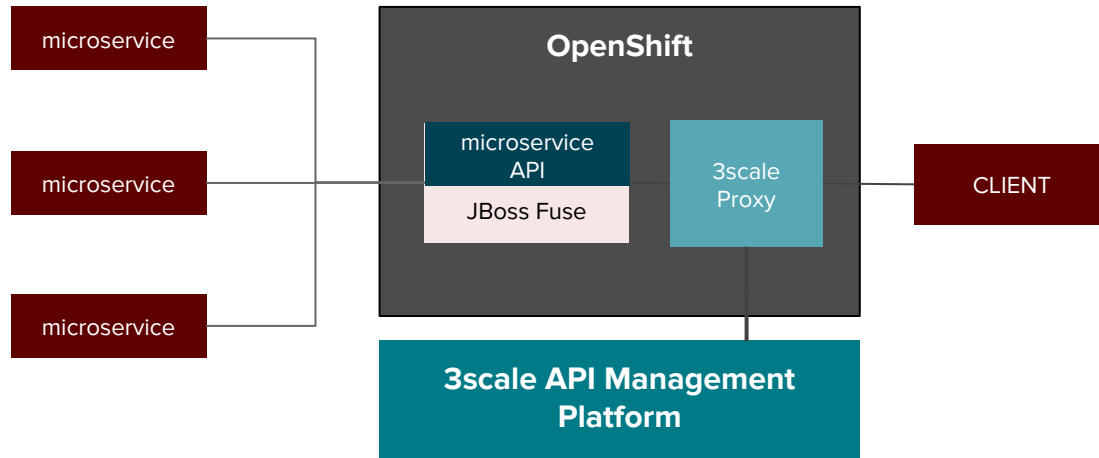 microservice
OpenShift
microservice
API
JBoss Fuse
3scale
Proxy
microservice
CLIENT
microservice
3scale API Management
Platform